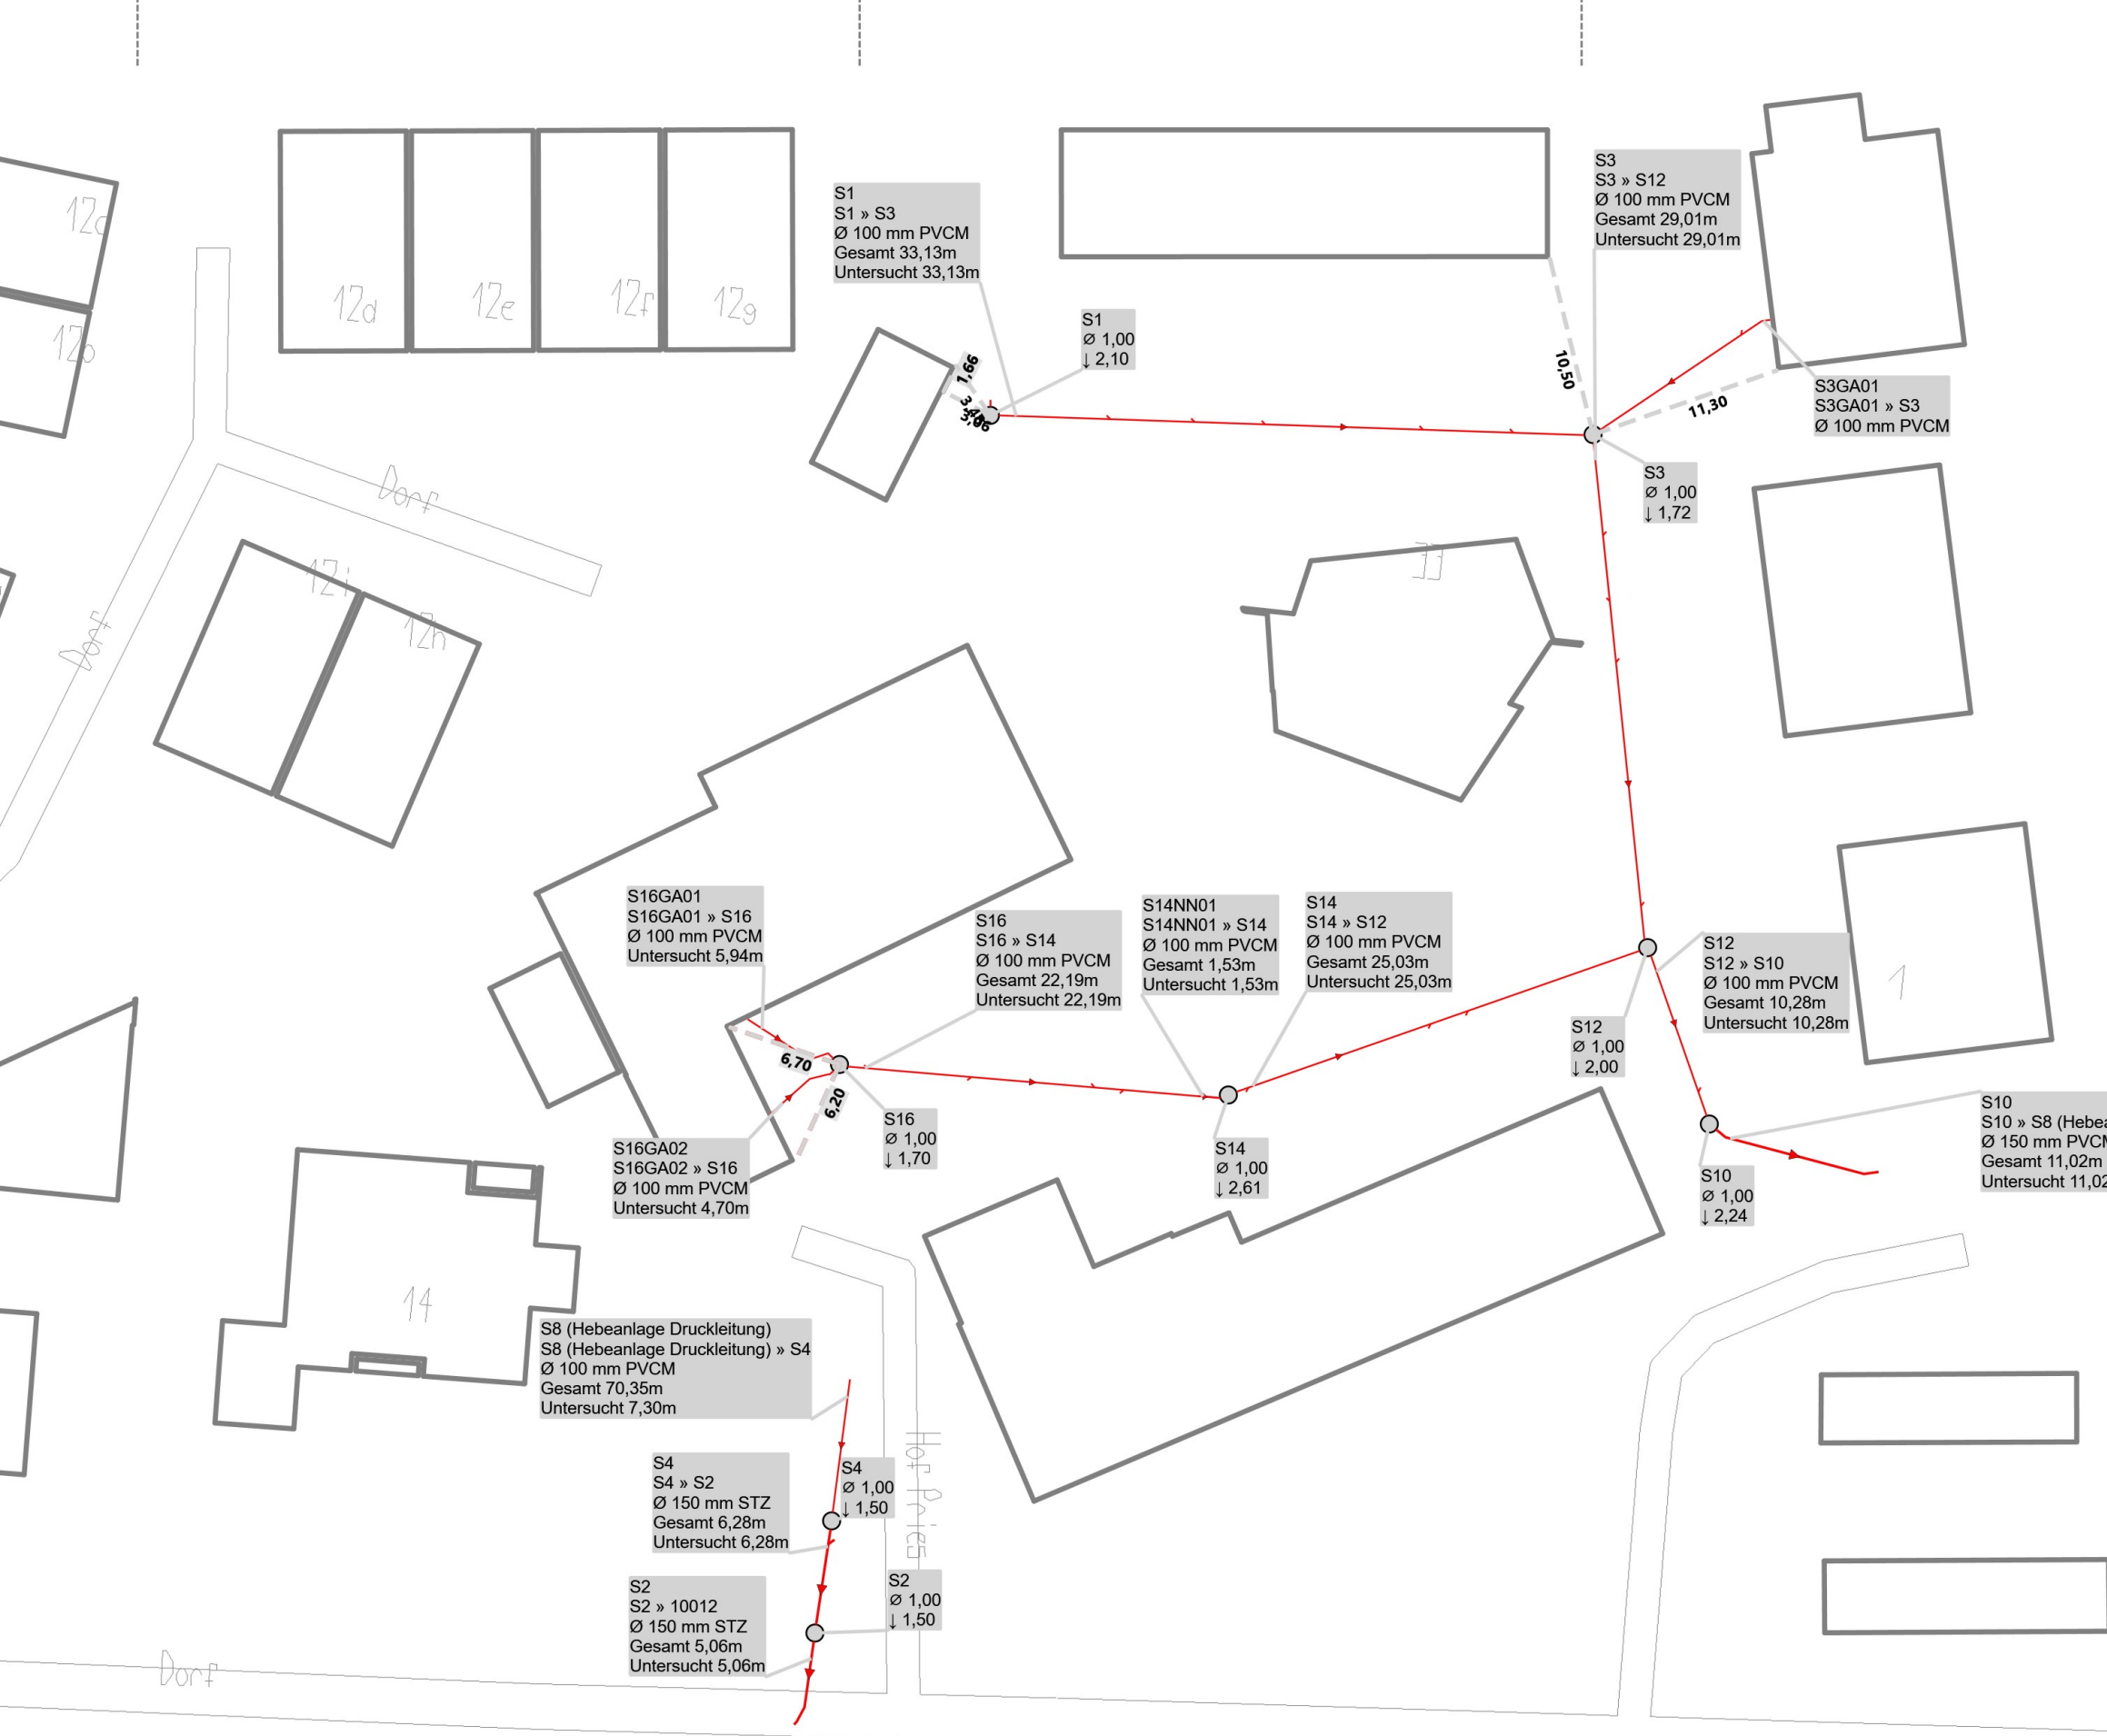 12d
12e
12f
12g
S1
S1 » S3
Ø 100 mm PVCM
Gesamt 33,13m
Untersucht 33,13m
S1
Ø 1,00
↓ 2,10
1,66
S3
S3 » S12
Ø 100 mm PVCM
Gesamt 29,01m
Untersucht 29,01m
10,50
11,30
S3GA01
S3GA01 » S3
Ø 100 mm PVCM
S3
Ø 1,00
↓ 1,72
Dorf
Dorf
12i
12h
33
S16GA01
S16GA01 » S16
Ø 100 mm PVCM
Untersucht 5,94m
S16
S16 » S14
Ø 100 mm PVCM
Gesamt 22,19m
Untersucht 22,19m
S14NN01
S14NN01 » S14
Ø 100 mm PVCM
Gesamt 1,53m
Untersucht 1,53m
S14
S14 » S12
Ø 100 mm PVCM
Gesamt 25,03m
Untersucht 25,03m
S12
S12 » S10
Ø 100 mm PVCM
Gesamt 10,28m
Untersucht 10,28m
1
S12
Ø 1,00
↓ 2,00
6,70
6,20
S16
Ø 1,00
↓ 1,70
S16GA02
S16GA02 » S16
Ø 100 mm PVCM
Untersucht 4,70m
S14
Ø 1,00
↓ 2,61
S10
Ø 1,00
↓ 2,24
S10
S10 » S8 (Hebea
Ø 150 mm PVCM
Gesamt 11,02m
Untersucht 11,02
14
S8 (Hebeanlage Druckleitung)
S8 (Hebeanlage Druckleitung) » S4
Ø 100 mm PVCM
Gesamt 70,35m
Untersucht 7,30m
S4
S4 » S2
Ø 150 mm STZ
Gesamt 6,28m
Untersucht 6,28m
S4
Ø 1,00
↓ 1,50
Hof
S2
S2 » 10012
Ø 150 mm STZ
Gesamt 5,06m
Untersucht 5,06m
S2
Ø 1,00
↓ 1,50
Dorf